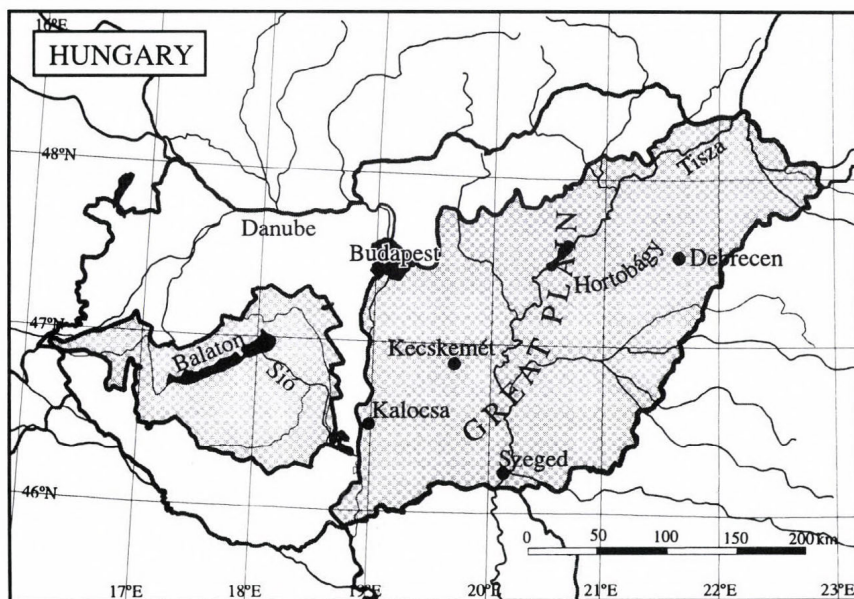 16°E
HUNGARY
48°N
Tisza
Danube
Budapest
GREAT PLAIN
Hortobágy
Debrecen
47°N
Balaton
Kecskemét
Sió
Kalocsa
Szeged
46°N
0 50 100 150 200 km
17°E 18°E 19°E 20°E 21°E 22°E 23°E